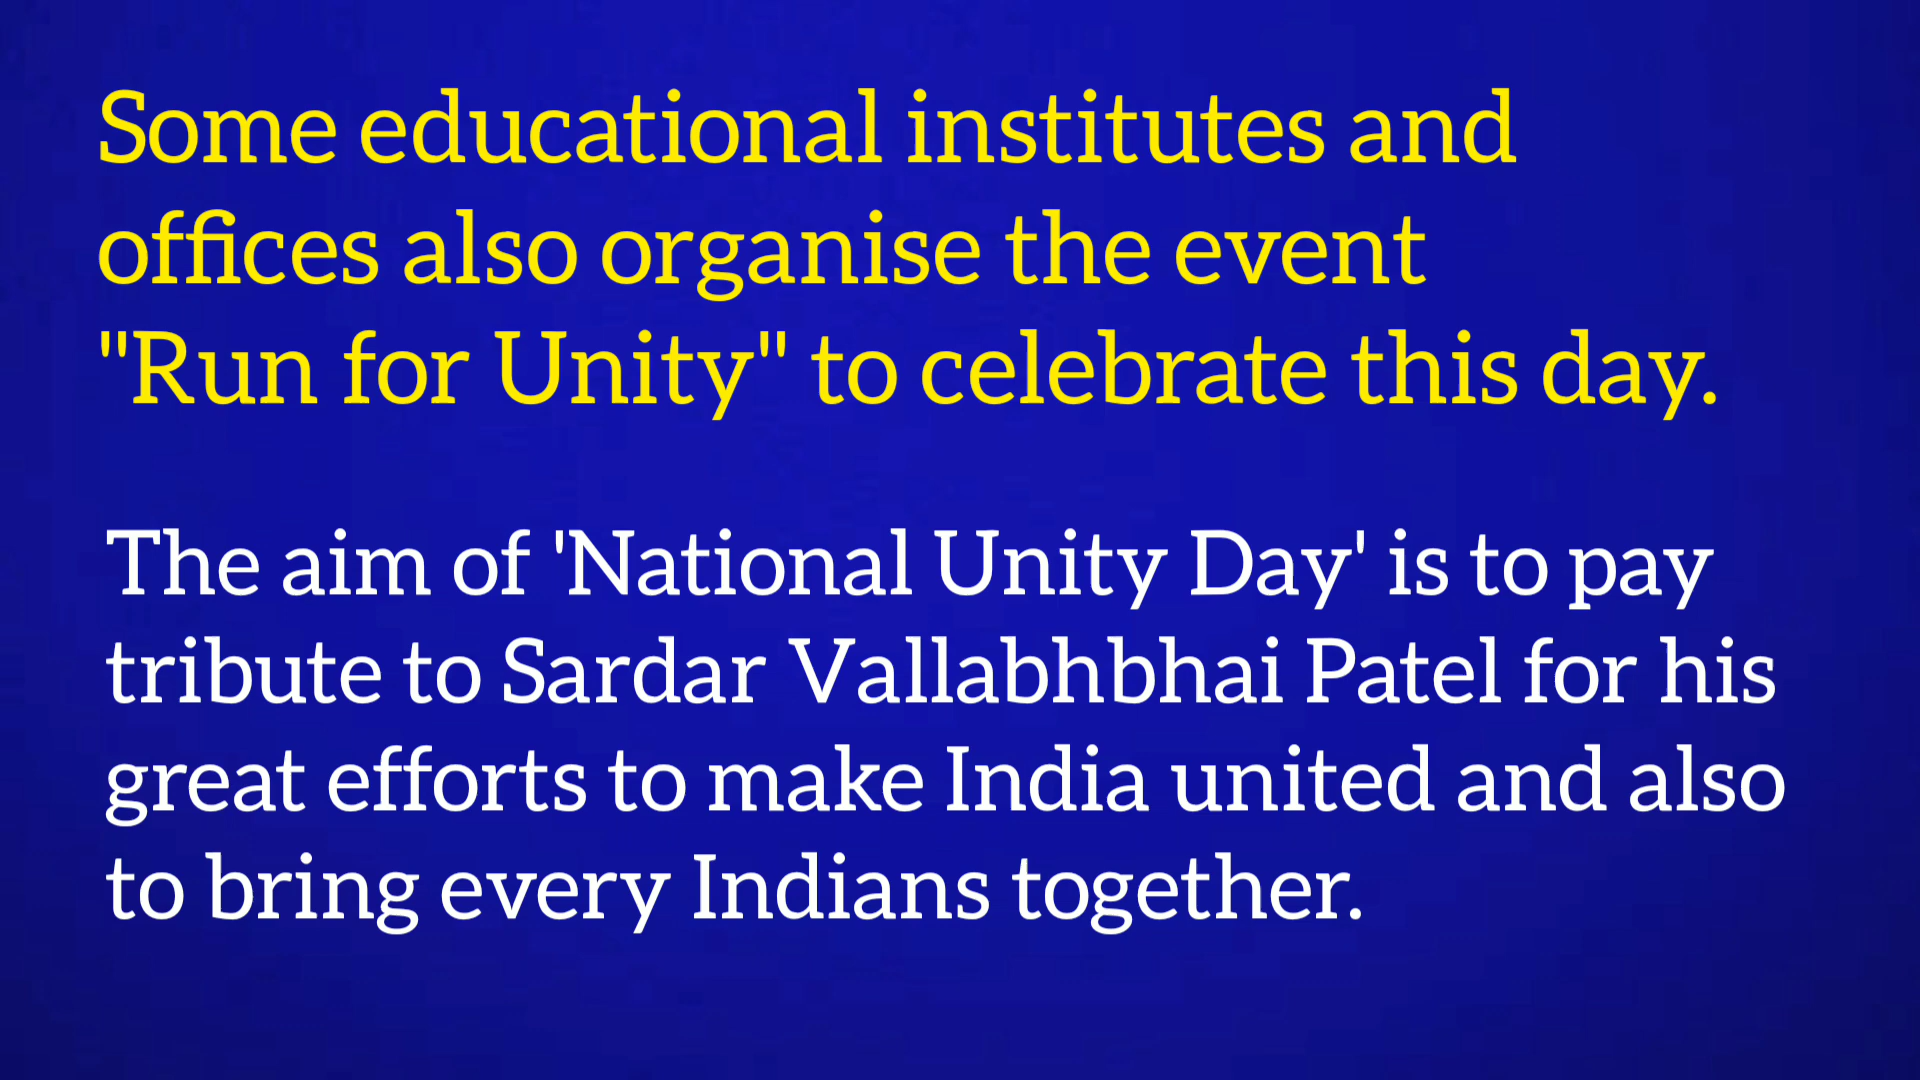 Some educational institutes and
offices also organise the event
"Run for Unity" to celebrate this day.
The aim of 'National Unity Day' is to pay
tribute to Sardar Vallabhbhai Patel for his
great efforts to make India united and also
to bring every Indians together.